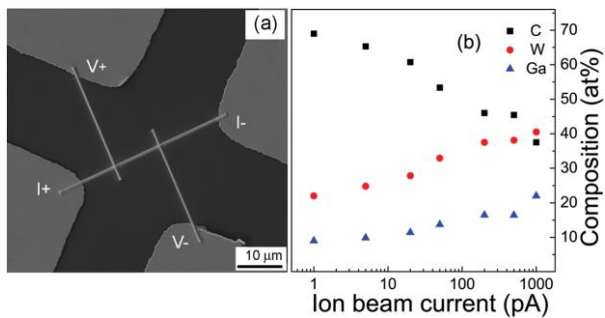 (a)
V+
I-
I+
V-
10 μm
(b)
C
W
Ga
70
60
50
40
30
20
10
Composition (at%)
1
10
100
1000
Ion beam current (pA)